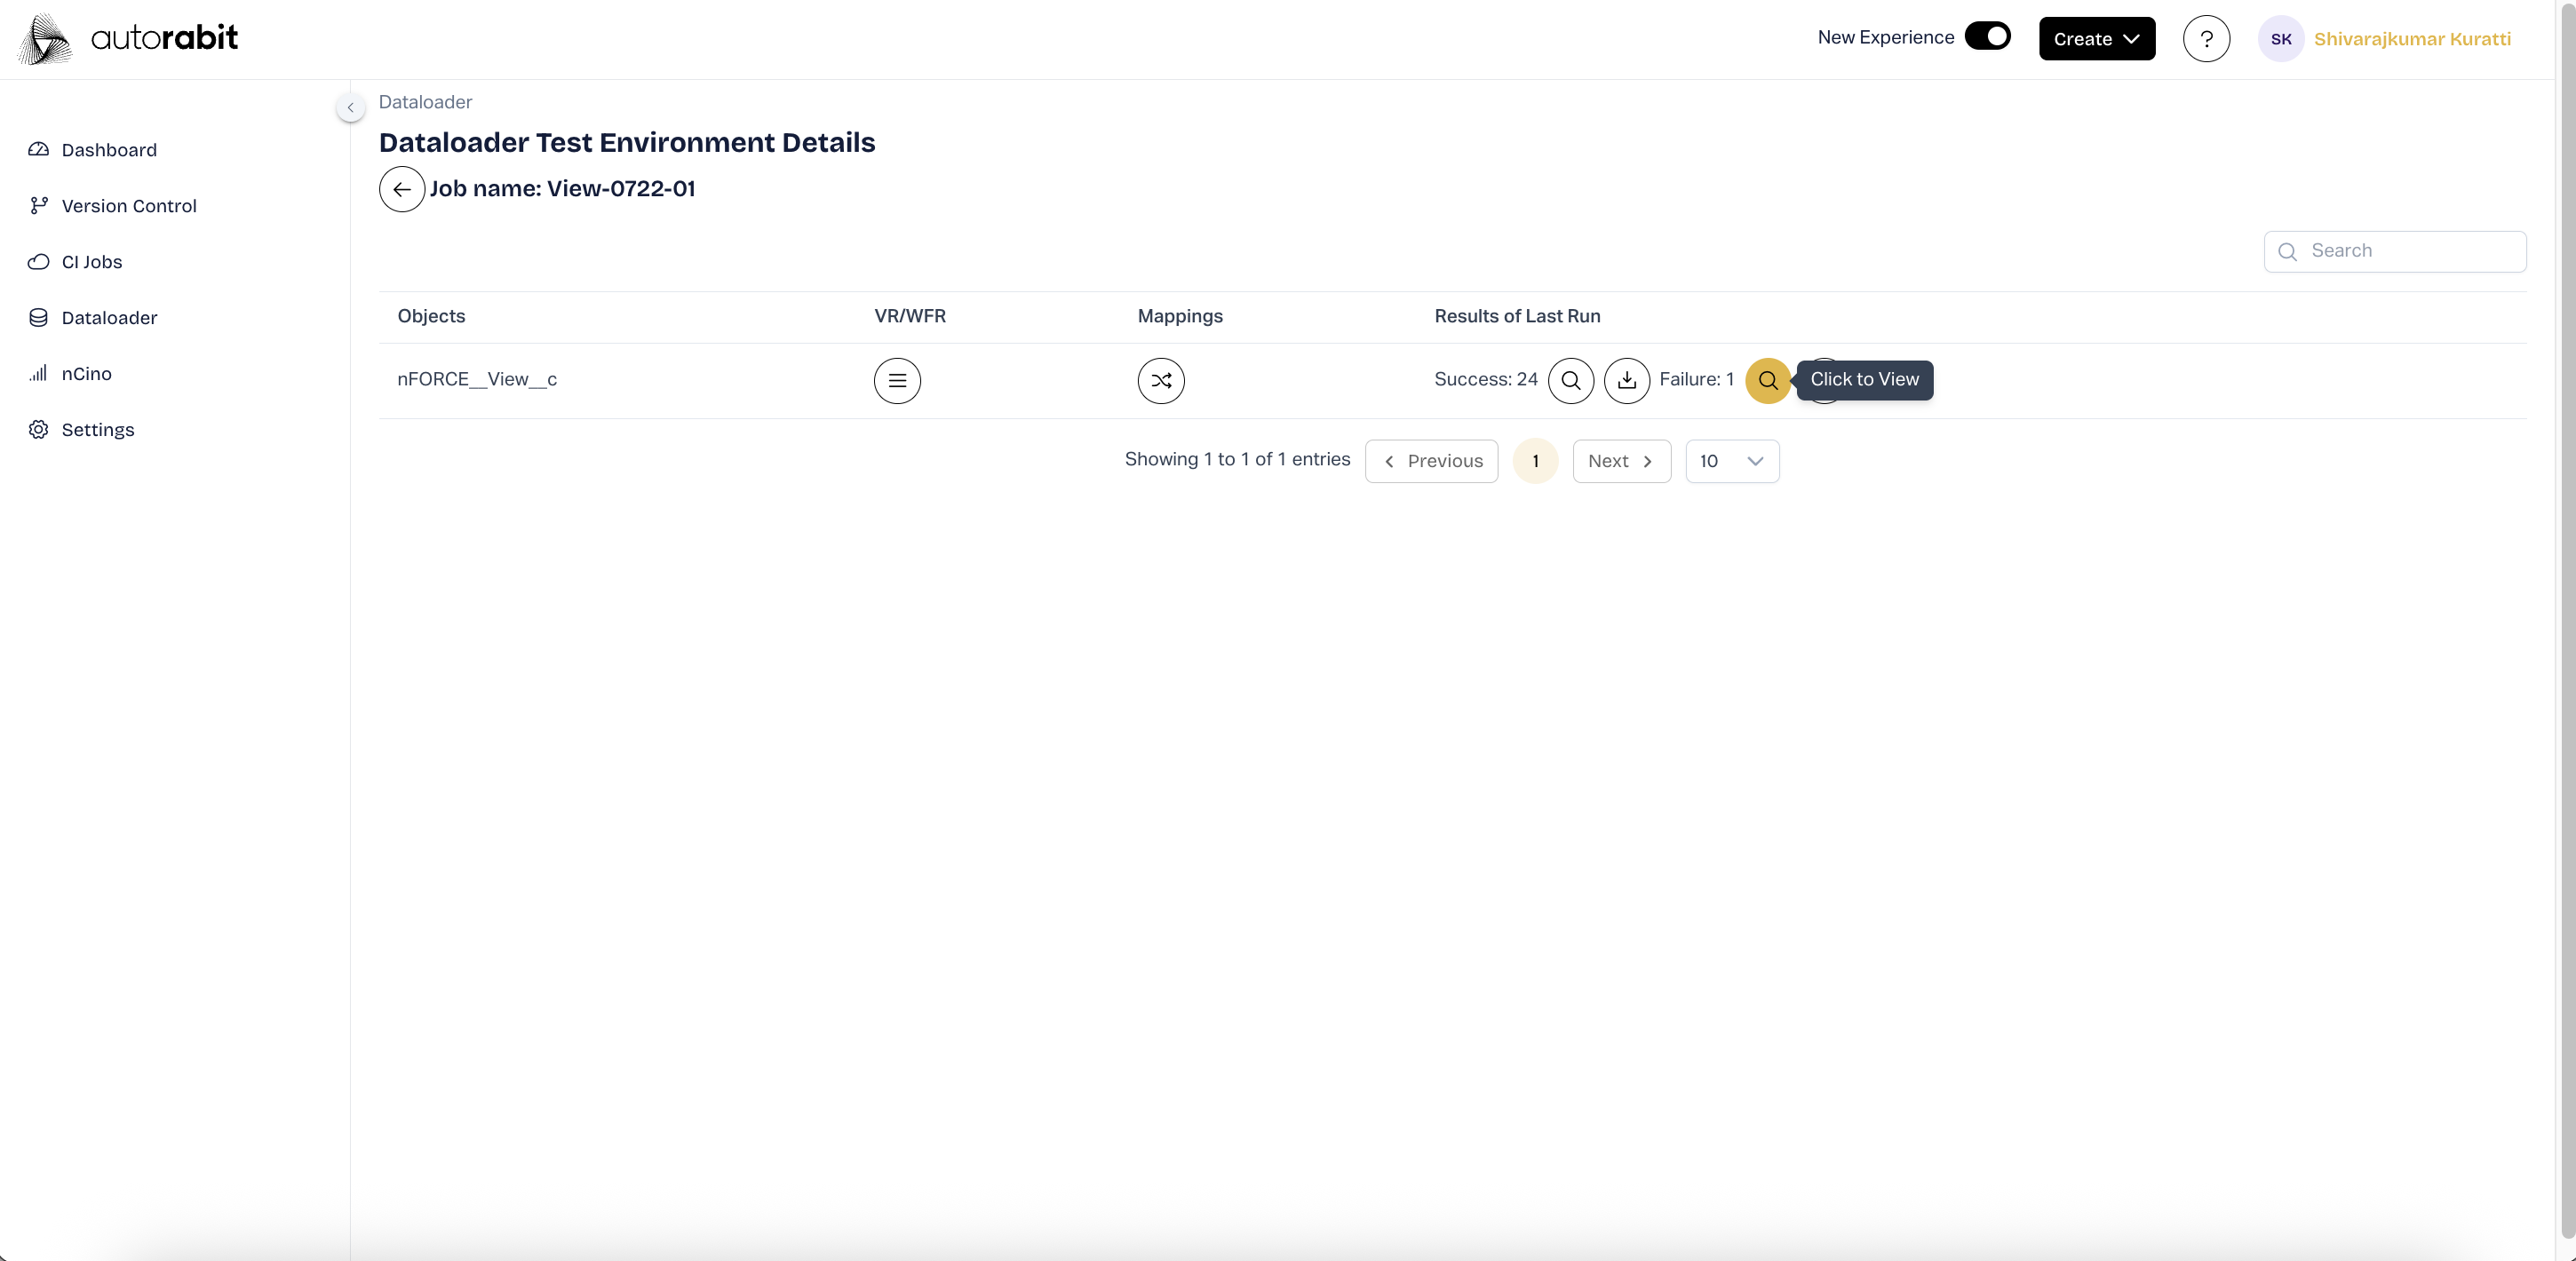 autorabit
New Experience
Create
?
SK
Shivarajkumar Kuratti
Dashboard
Version Control
CI Jobs
Dataloader
nCino
Settings
Dataloader
Dataloader Test Environment Details
Job name: View-0722-01
Search
Objects VR/WFR Mappings Results of Last Run
nFORCE__View__c Success: 24 Failure: 1 Click to View
Showing 1 to 1 of 1 entries Previous 1 Next 10